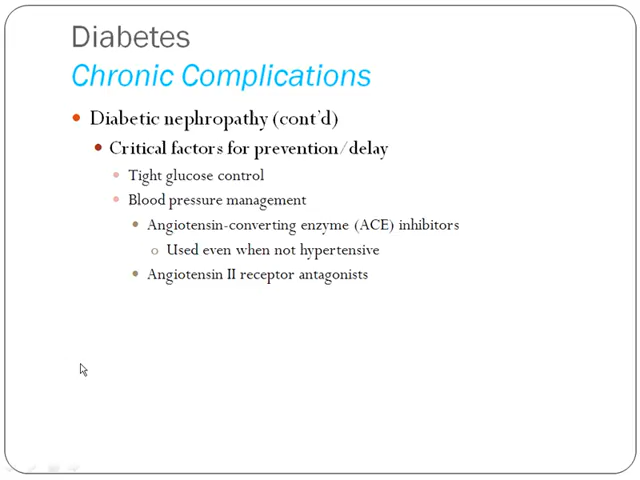 Diabetes
Chronic Complications
Diabetic nephropathy (cont'd)
Critical factors for prevention/delay
Tight glucose control
Blood pressure management
Angiotensin-converting enzyme (ACE) inhibitors
Used even when not hypertensive
Angiotensin II receptor antagonists